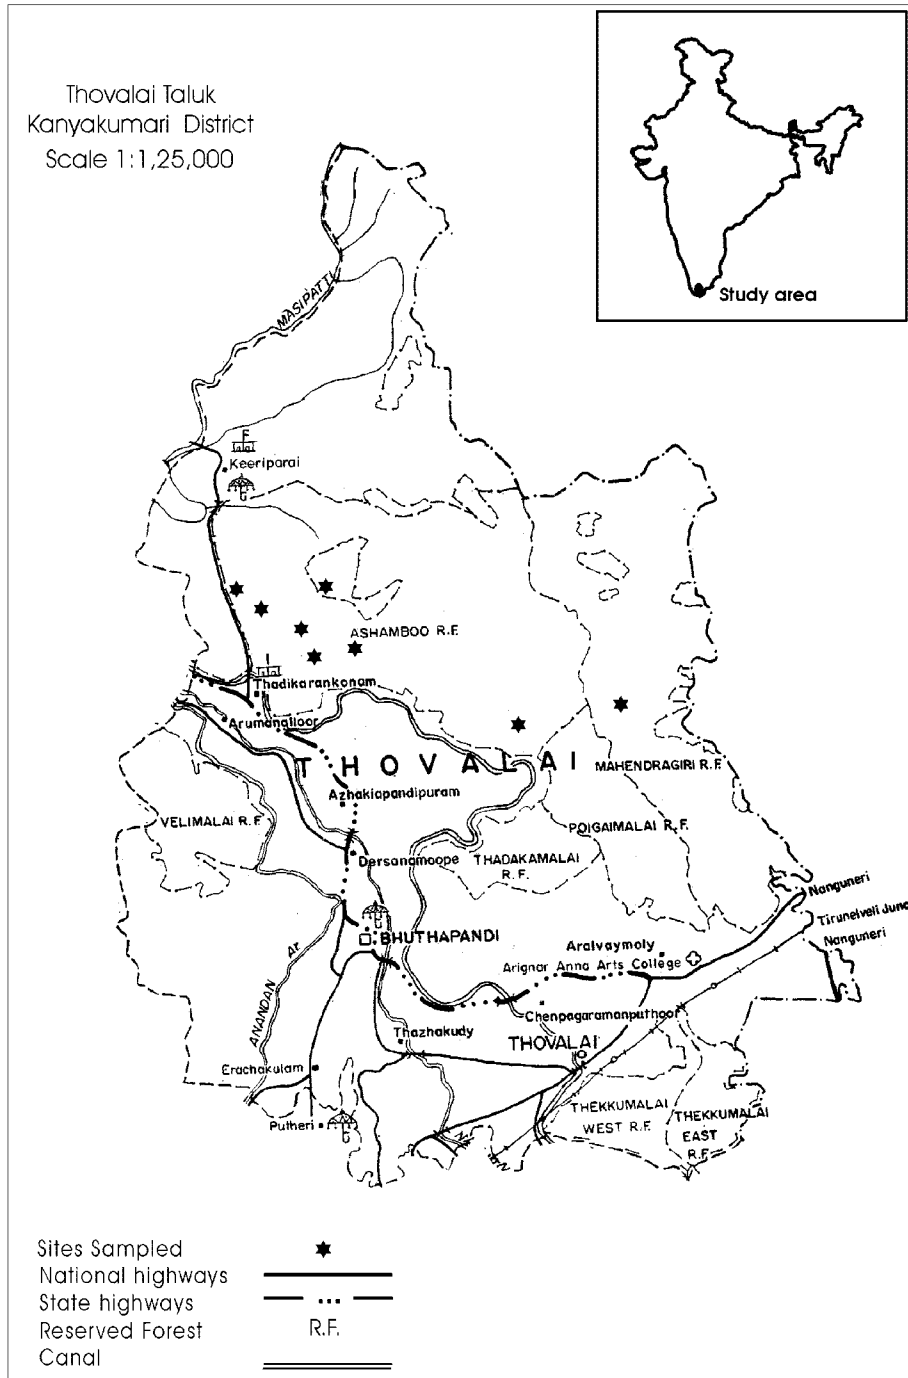 Thovalai Taluk
Kanyakumari District
Scale 1:1,25,000
Study area
MASIPATTI
F
Keeriparai
ASHAMBOO R.F.
I
Thadikarankonam
Arumanalloor
THOVALAI
MAHENDRAGIRI R.F.
Azhakiapandipuram
VELIMALAI R.F.
POIGAIMALAI R.F.
Dersanamoope
THADAKAMALAI
R.F.
Nanguneri
Tirunelveli Junc
Nanguneri
BHUTHAPANDI
Aralvaymoly
Arignar Anna Arts College
ANANDAN Ar
Chenpagaramanputhoor
Thazhakudy
THOVALAI
Erachakulam
Putheri
THEKKUMALAI
WEST R.F.
THEKKUMALAI
EAST
R.F.
Sites Sampled
National highways
State highways
Reserved Forest R.F.
Canal